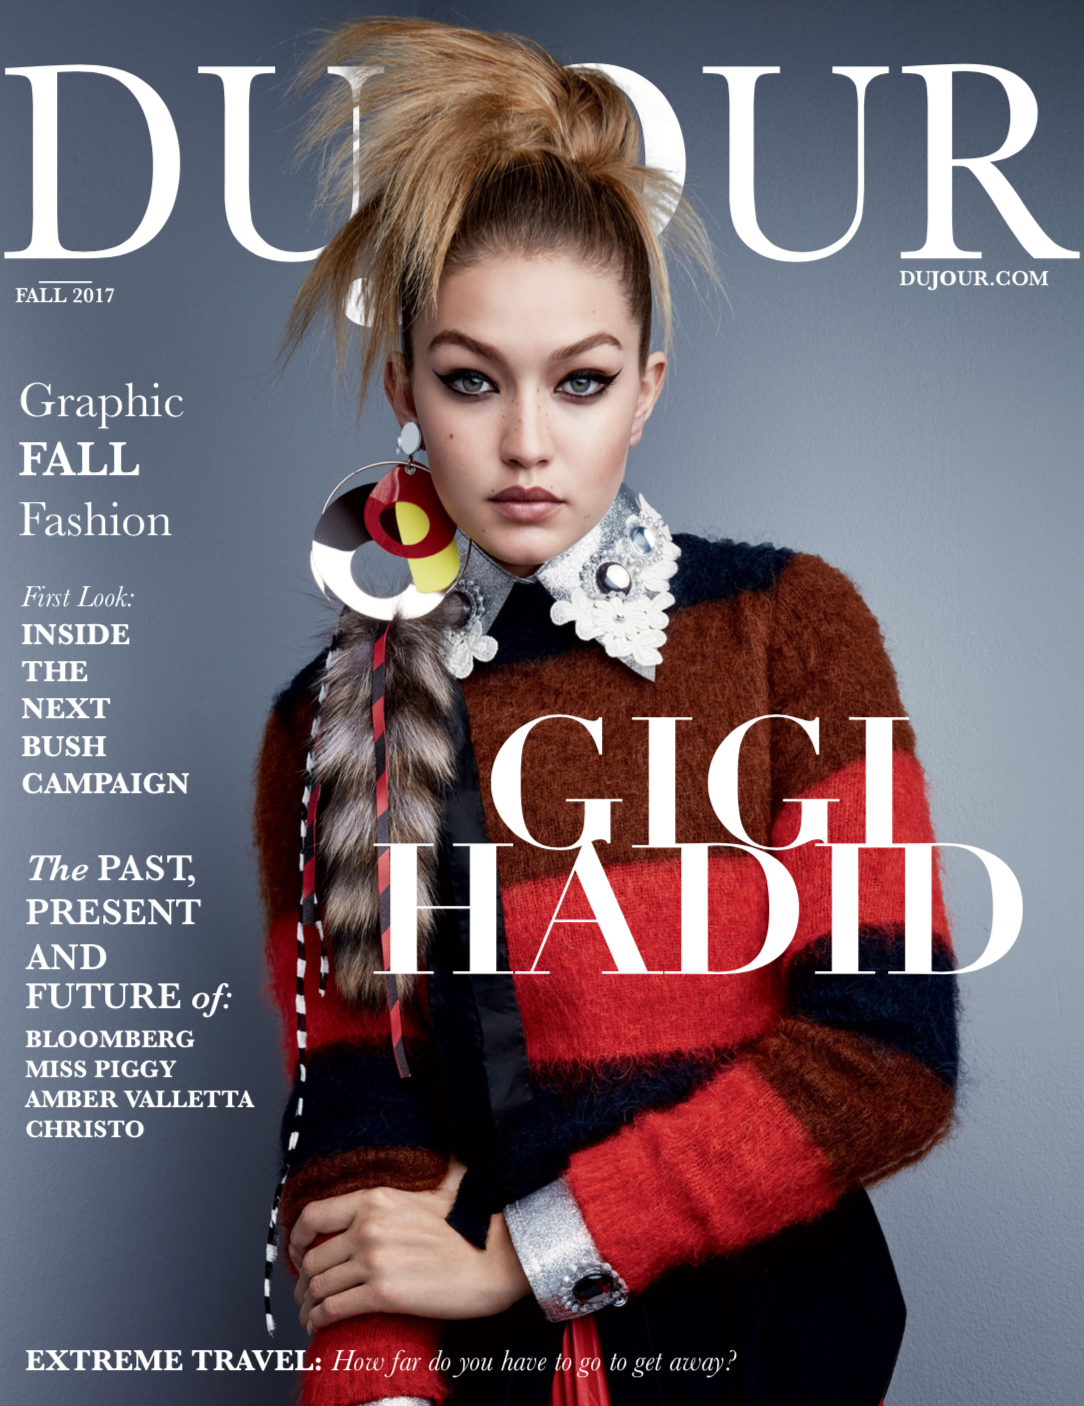 DUJOUR
FALL 2017
DUJOUR.COM
Graphic
FALL
Fashion
First Look:
INSIDE
THE
NEXT
BUSH
CAMPAIGN
The PAST,
PRESENT
AND
FUTURE of:
BLOOMBERG
MISS PIGGY
AMBER VALLETTA
CHRISTO
GIGI
HADID
EXTREME TRAVEL: How far do you have to go to get away?